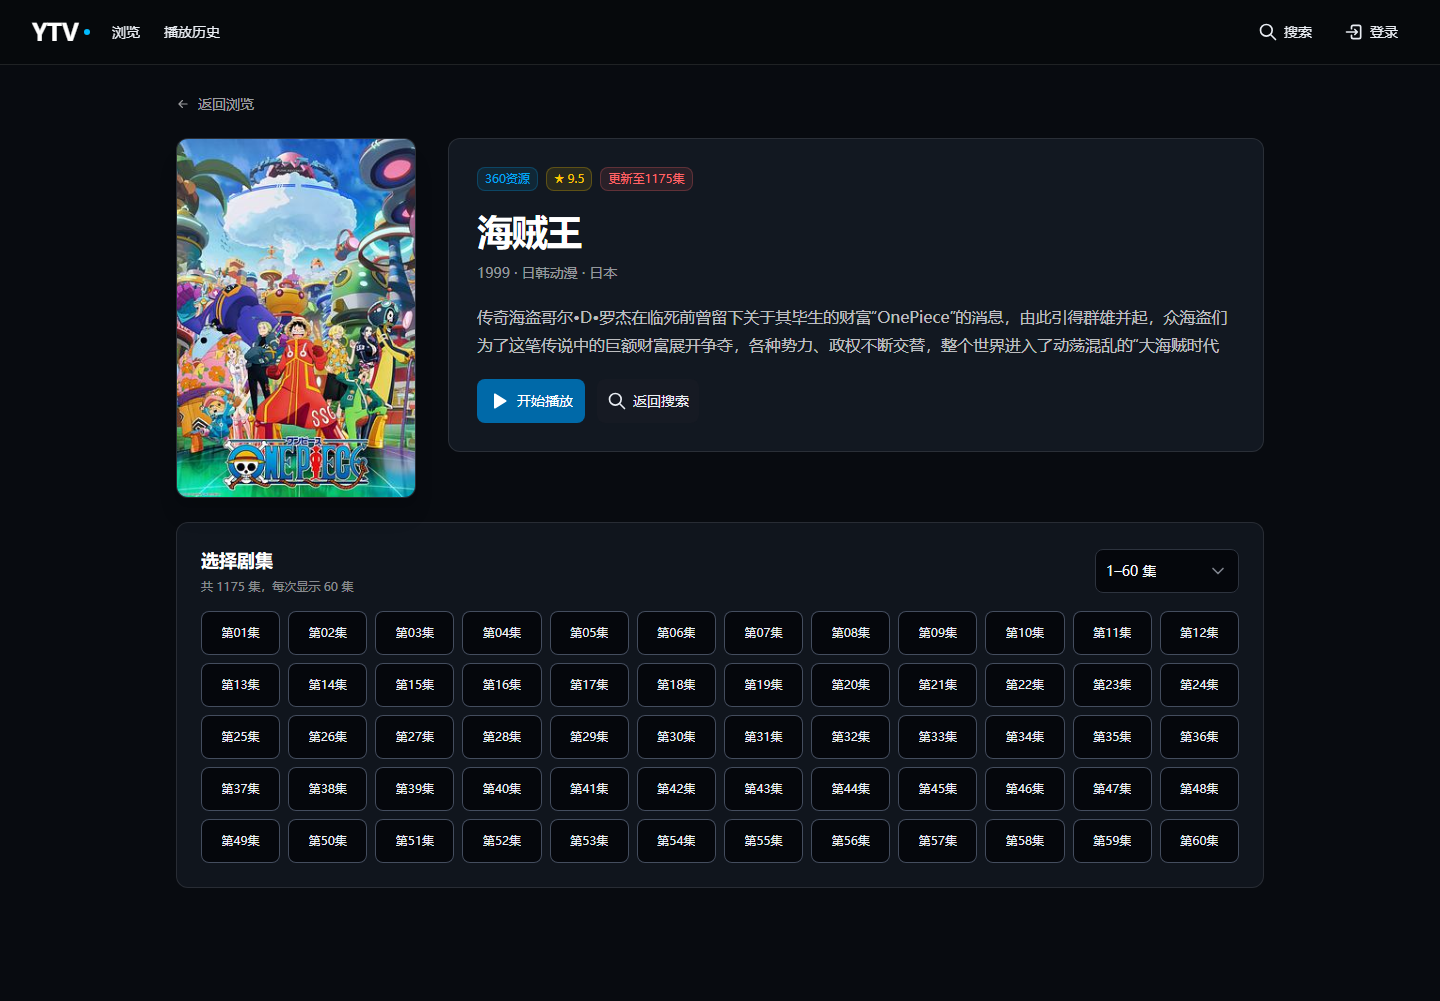 YTV
浏览
播放历史
搜索
登录
← 返回浏览
360资源
★ 9.5
更新至1175集
海贼王
1999 · 日韩动漫 · 日本
传奇海盗哥尔•D•罗杰在临死前曾留下关于其毕生的财富“OnePiece”的消息，由此引得群雄并起，众海盗们
为了这笔传说中的巨额财富展开争夺，各种势力、政权不断交替，整个世界进入了动荡混乱的“大海贼时代
开始播放
返回搜索
SSG
ワンピース
ONE PIECE
选择剧集
共 1175 集，每次显示 60 集
1–60 集
第01集 第02集 第03集 第04集 第05集 第06集 第07集 第08集 第09集 第10集 第11集 第12集
第13集 第14集 第15集 第16集 第17集 第18集 第19集 第20集 第21集 第22集 第23集 第24集
第25集 第26集 第27集 第28集 第29集 第30集 第31集 第32集 第33集 第34集 第35集 第36集
第37集 第38集 第39集 第40集 第41集 第42集 第43集 第44集 第45集 第46集 第47集 第48集
第49集 第50集 第51集 第52集 第53集 第54集 第55集 第56集 第57集 第58集 第59集 第60集